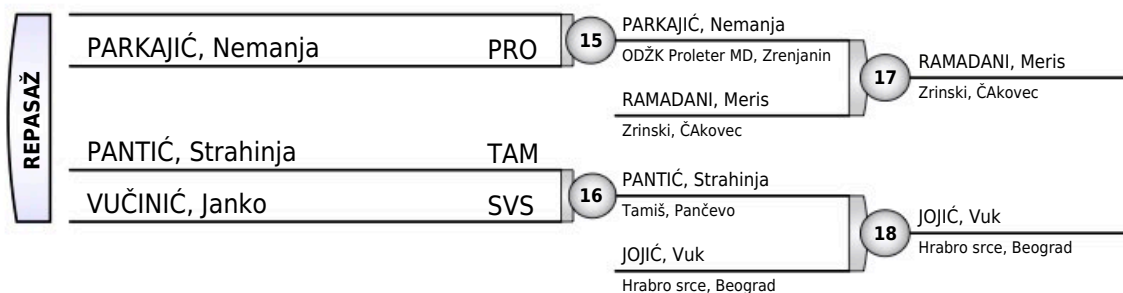 REPASAŽ
PARKAJIĆ, Nemanja PRO
PANTIĆ, Strahinja TAM
VUČINIĆ, Janko SVS
15
PARKAJIĆ, Nemanja
ODŽK Proleter MD, Zrenjanin
RAMADANI, Meris
Zrinski, ČAkovec
16
PANTIĆ, Strahinja
Tamiš, Pančevo
JOJIĆ, Vuk
Hrabro srce, Beograd
17
RAMADANI, Meris
Zrinski, ČAkovec
18
JOJIĆ, Vuk
Hrabro srce, Beograd